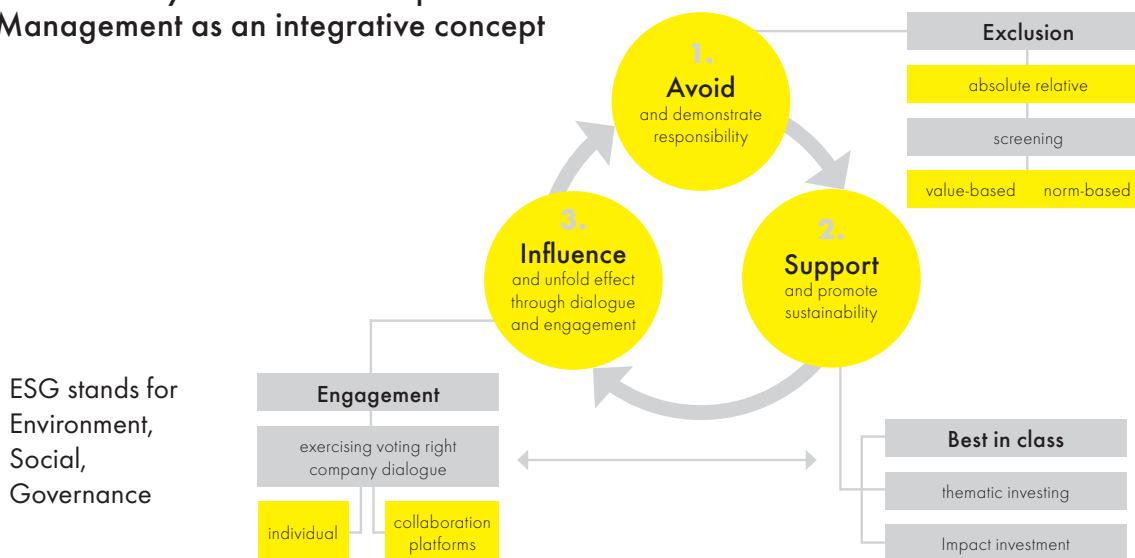 Management as an integrative concept
1.
Avoid
and demonstrate
responsibility
Exclusion
absolute relative
screening
value-based norm-based
3.
Influence
and unfold effect
through dialogue
and engagement
2.
Support
and promote
sustainability
ESG stands for
Environment,
Social,
Governance
Engagement
exercising voting right
company dialogue
individual
collaboration
platforms
Best in class
thematic investing
Impact investment